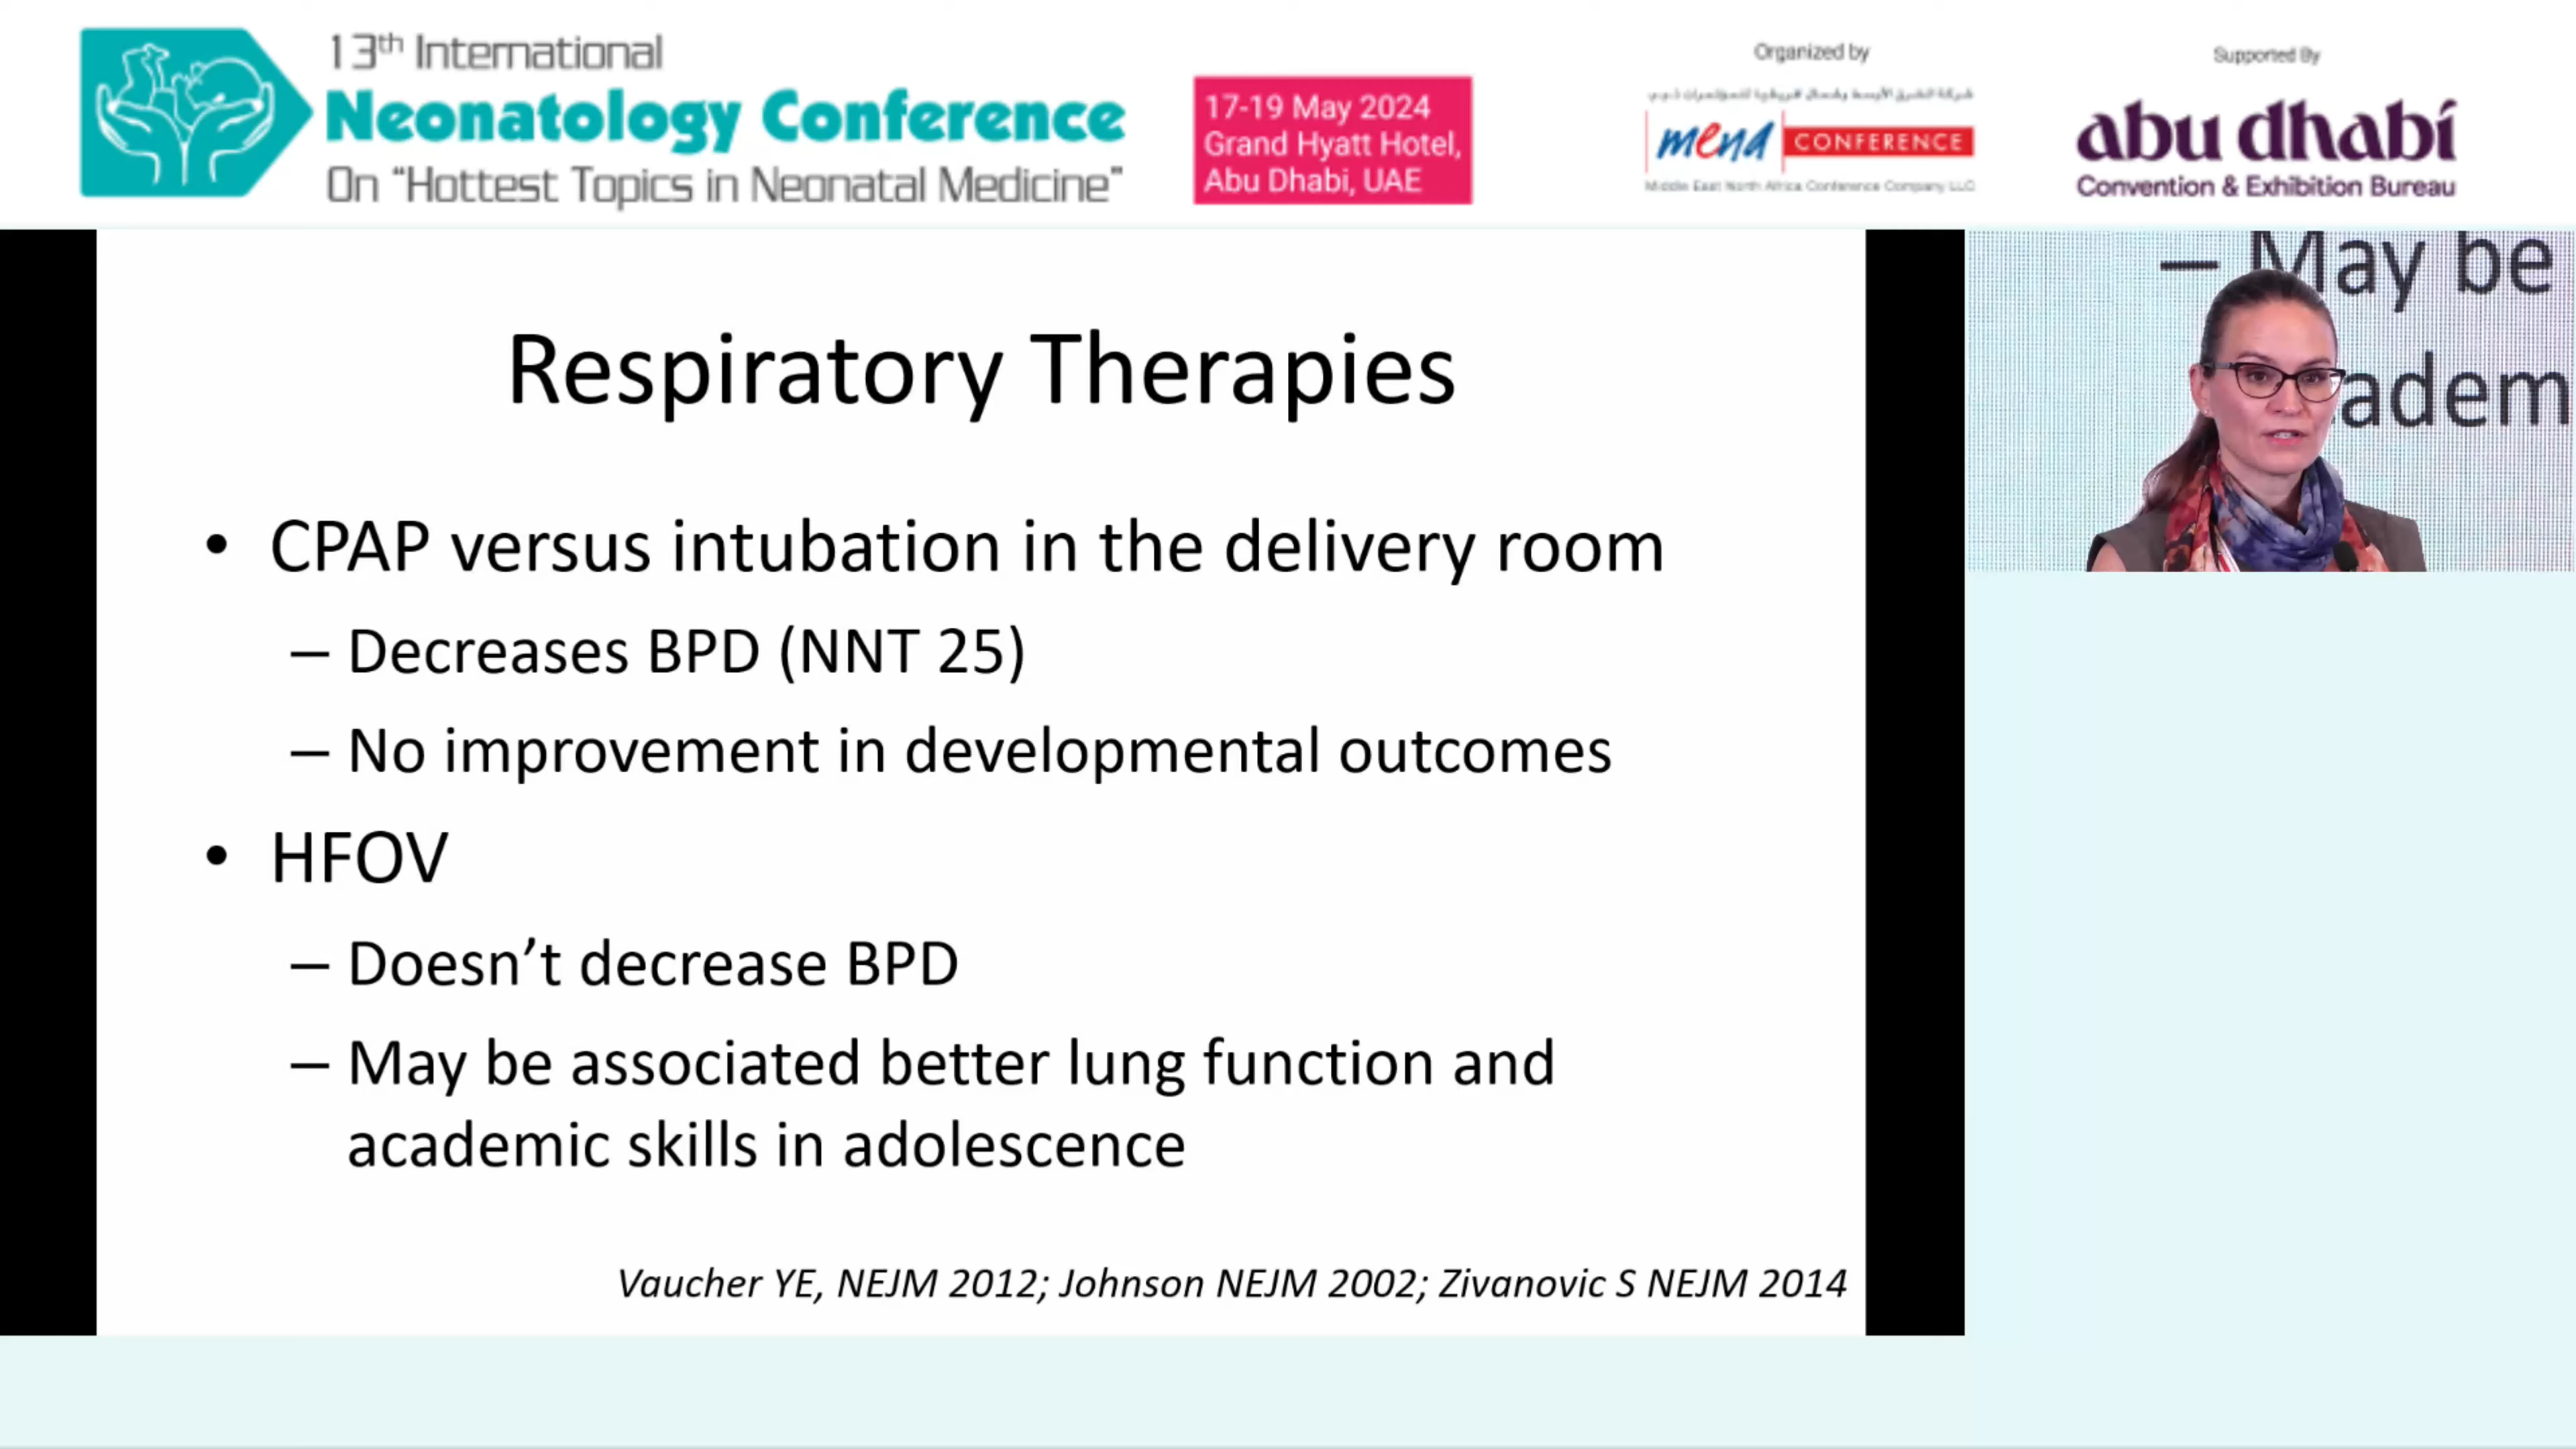 13th International
Neonatology Conference
On “Hottest Topics in Neonatal Medicine”
17-19 May 2024
Grand Hyatt Hotel,
Abu Dhabi, UAE
Organized by
mena CONFERENCE
Middle East North Africa Conference Company LLC
Supported By
abu dhabi
Convention & Exhibition Bureau
Respiratory Therapies
• CPAP versus intubation in the delivery room
– Decreases BPD (NNT 25)
– No improvement in developmental outcomes
• HFOV
– Doesn’t decrease BPD
– May be associated better lung function and
academic skills in adolescence
Vaucher YE, NEJM 2012; Johnson NEJM 2002; Zivanovic S NEJM 2014
– May be
adem